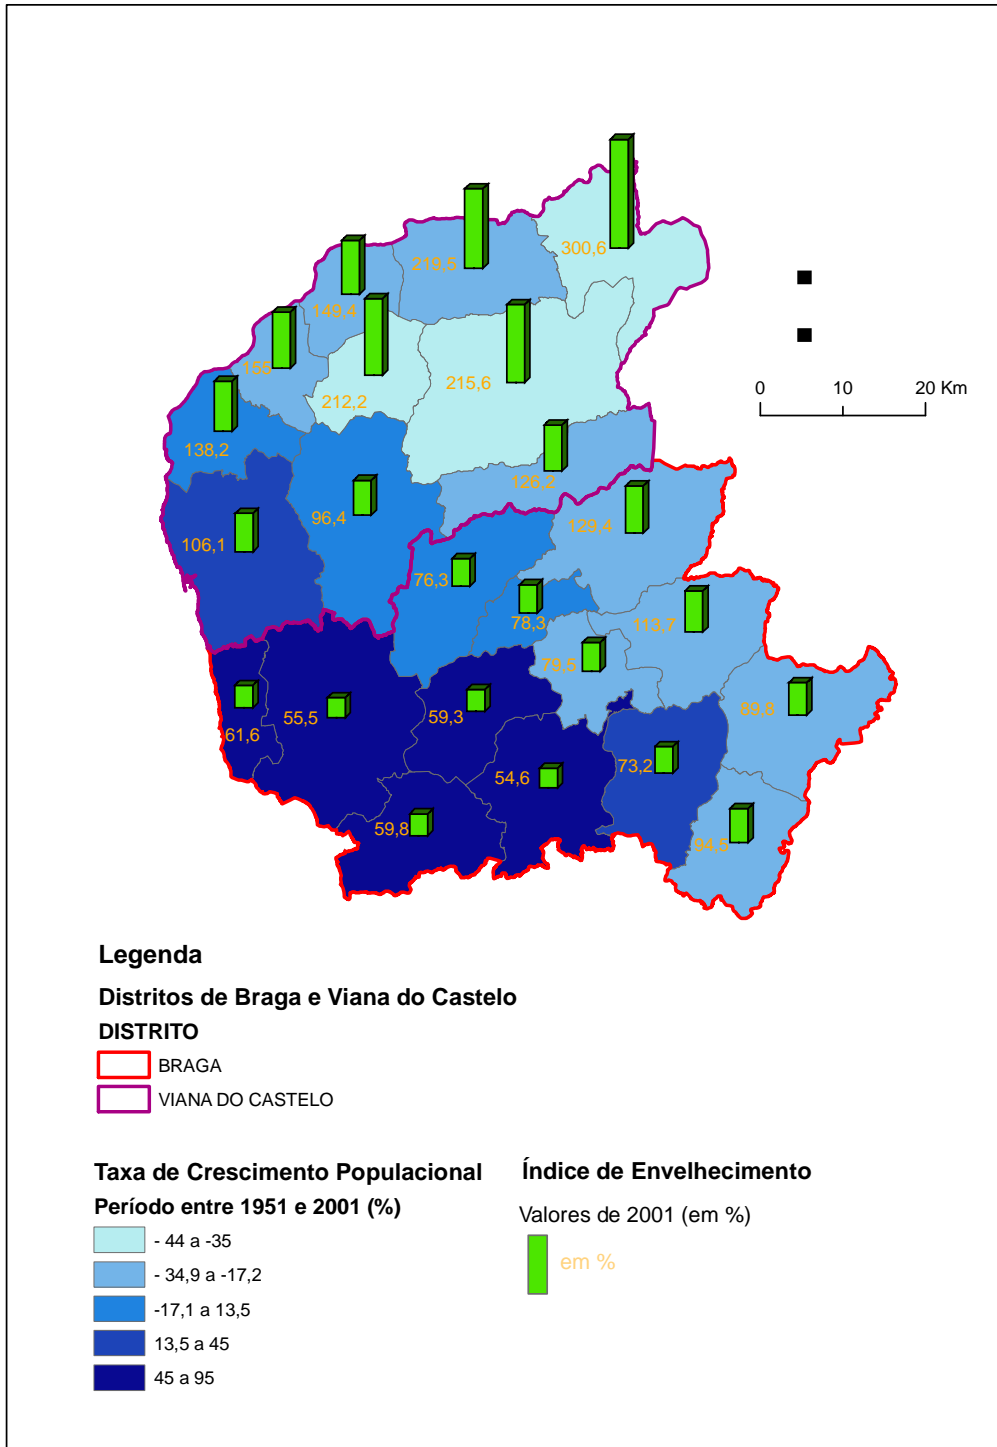 300,6
219,5
149,4
155
212,2
215,6
138,2
126,2
96,4
129,4
106,1
76,3
78,3
113,7
79,5
61,6
55,5
59,3
89,8
54,6
73,2
59,8
94,5
0 10 20 Km
Legenda
Distritos de Braga e Viana do Castelo
DISTRITO
BRAGA
VIANA DO CASTELO
Taxa de Crescimento Populacional
Período entre 1951 e 2001 (%)
- 44 a -35
- 34,9 a -17,2
-17,1 a 13,5
13,5 a 45
45 a 95
Índice de Envelhecimento
Valores de 2001 (em %)
em %